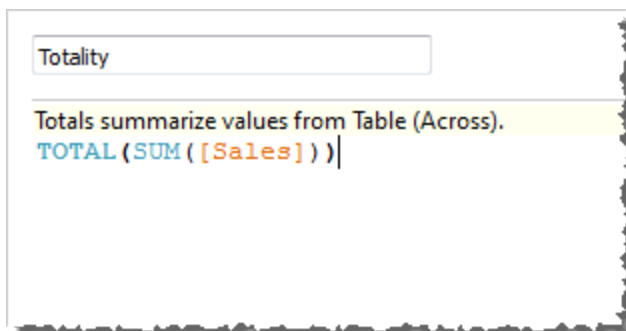 Totality
Totals summarize values from Table (Across).
TOTAL(SUM([Sales]))